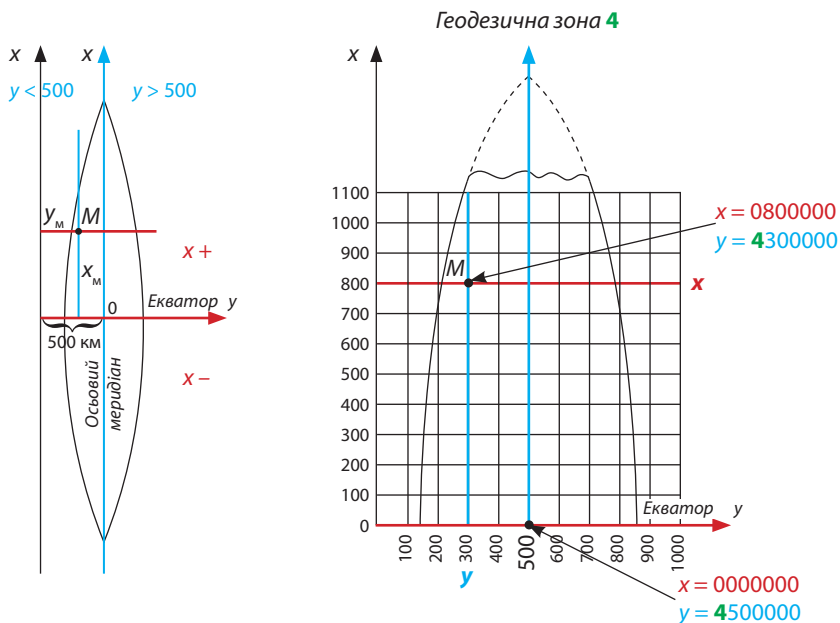 Геодезична зона 4
x x
y < 500 y > 500
yм M
xм
x +
0
Екватор y
500 км
x –
Осьовий
меридіан
x
1100
1000
900
800
700
600
500
400
300
200
100
0
M
x
x = 0800000
y = 4300000
Екватор y
100 200 300 400 500 600 700 800 900 1000
y
x = 0000000
y = 4500000